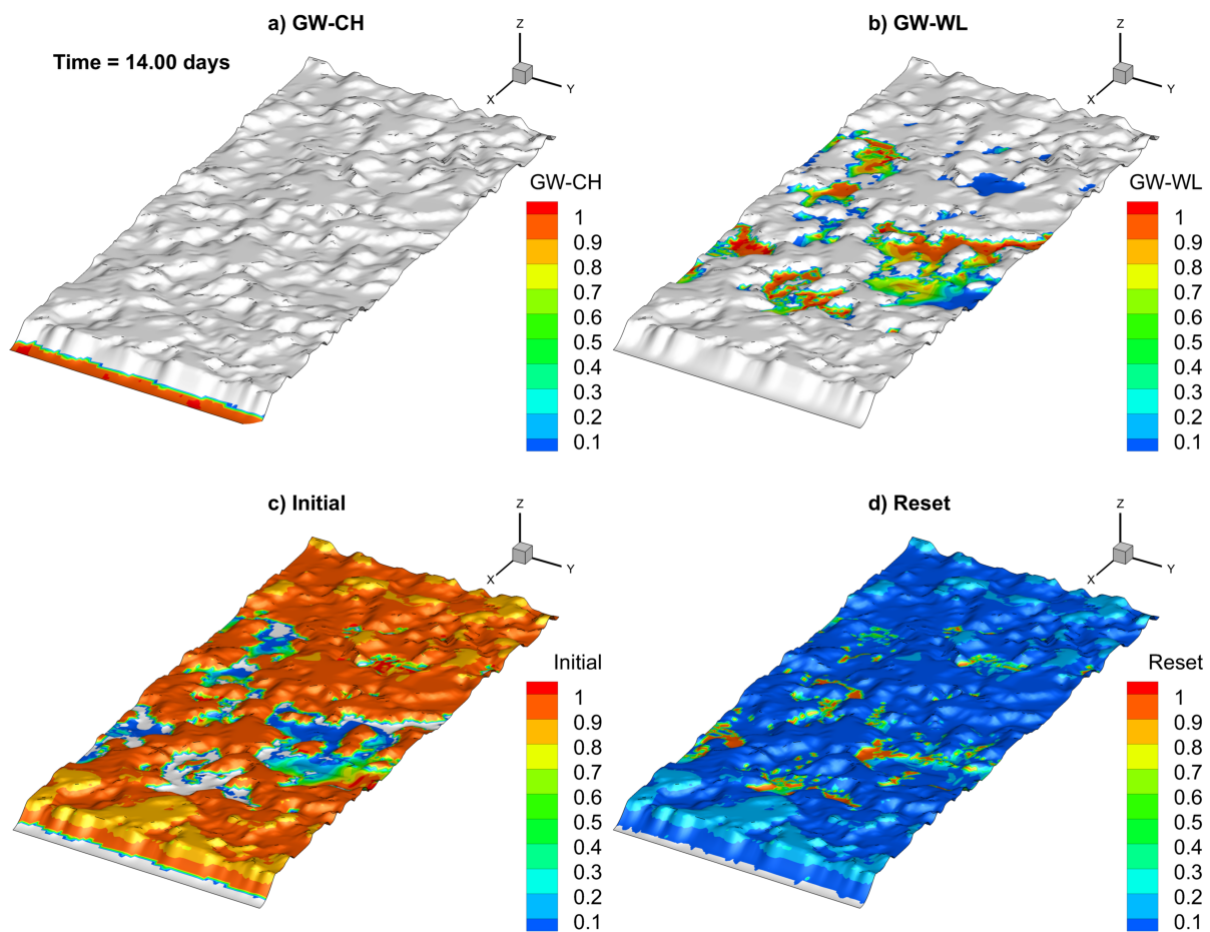 a) GW-CH
Time = 14.00 days
Z
X
Y
GW-CH
1
0.9
0.8
0.7
0.6
0.5
0.4
0.3
0.2
0.1
b) GW-WL
Z
X
Y
GW-WL
1
0.9
0.8
0.7
0.6
0.5
0.4
0.3
0.2
0.1
c) Initial
Z
X
Y
Initial
1
0.9
0.8
0.7
0.6
0.5
0.4
0.3
0.2
0.1
d) Reset
Z
X
Y
Reset
1
0.9
0.8
0.7
0.6
0.5
0.4
0.3
0.2
0.1